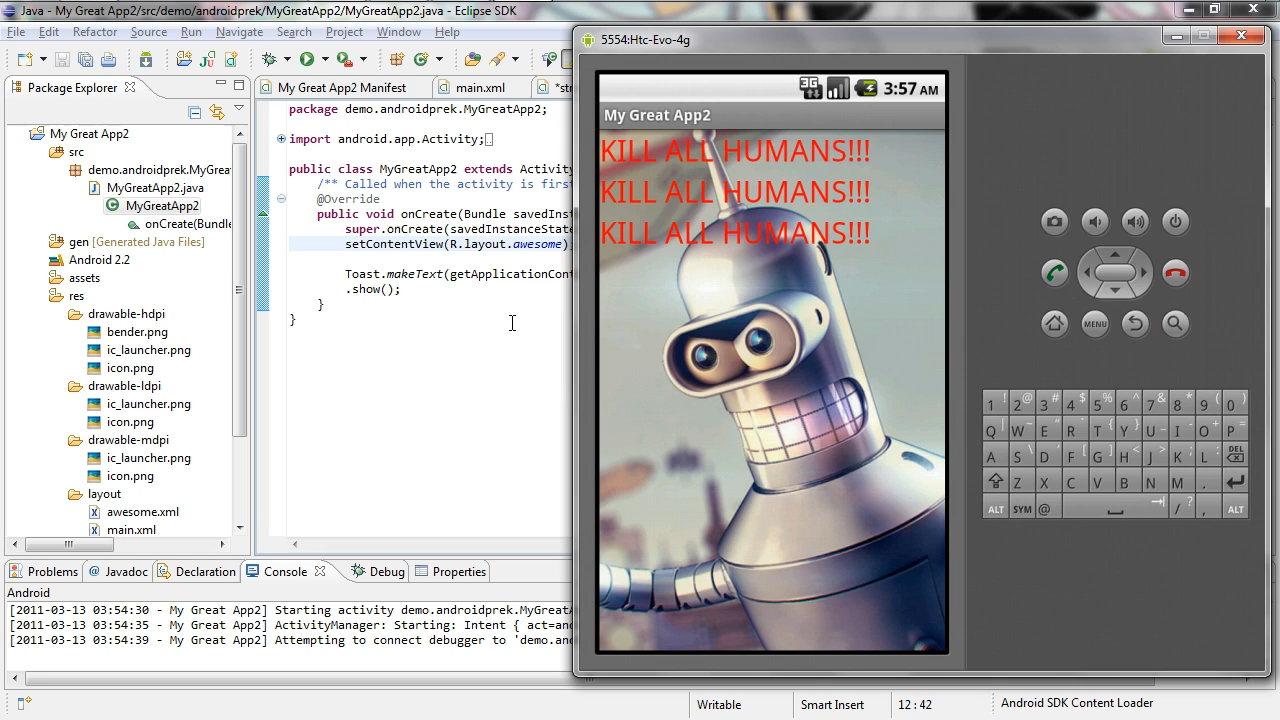 Java - My Great App2/src/demo/androidprek/MyGreatApp2/MyGreatApp2.java - Eclipse SDK
File Edit Refactor Source Run Navigate Search Project Window Help
Package Explo
My Great App2
src
demo.androidprek.MyGrea
MyGreatApp2.java
MyGreatApp2
onCreate(Bundl
gen [Generated Java Files]
Android 2.2
assets
res
drawable-hdpi
bender.png
ic_launcher.png
icon.png
drawable-ldpi
ic_launcher.png
icon.png
drawable-mdpi
ic_launcher.png
icon.png
layout
awesome.xml
main.xml
My Great App2 Manifest main.xml *str
package demo.androidprek.MyGreatApp2;
import android.app.Activity;
public class MyGreatApp2 extends Activity
/** Called when the activity is first
@Override
public void onCreate(Bundle savedInst
super.onCreate(savedInstanceState
setContentView(R.layout.awesome);
Toast.makeText(getApplicationCont
.show();
}
}
Problems @ Javadoc Declaration Console Debug Properties
Android
[2011-03-13 03:54:30 - My Great App2] Starting activity demo.androidprek.MyGreatA
[2011-03-13 03:54:35 - My Great App2] ActivityManager: Starting: Intent { act=and
[2011-03-13 03:54:39 - My Great App2] Attempting to connect debugger to 'demo.and
Writable Smart Insert 12 : 42 Android SDK Content Loader
5554:Htc-Evo-4g
3G 3:57 AM
My Great App2
KILL ALL HUMANS!!!
KILL ALL HUMANS!!!
KILL ALL HUMANS!!!
MENU
1 ! 2 @ 3 # 4 $ 5 % 6 ^ 7 & 8 * 9 ( 0 )
Q | W ~ E " R ` T { Y } U _ I - O + P =
A S \ D ' F [ G ] H < J > K ; L : DEL
Z X C V B N M .
ALT SYM @ / ? , ALT